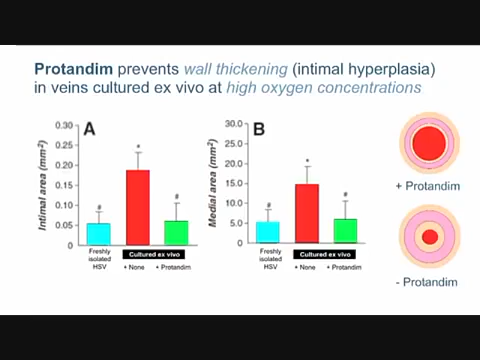 Protandim prevents wall thickening (intimal hyperplasia)
in veins cultured ex vivo at high oxygen concentrations
A
Intimal area (mm²)
0.30
0.25
0.20
0.15
0.10
0.05
0
#
*
#
Freshly
isolated
HSV
Cultured ex vivo
+ None
+ Protandim
B
Medial area (mm²)
30.0
25.0
20.0
15.0
10.0
5.0
0
#
*
#
Freshly
isolated
HSV
Cultured ex vivo
+ None
+ Protandim
+ Protandim
- Protandim